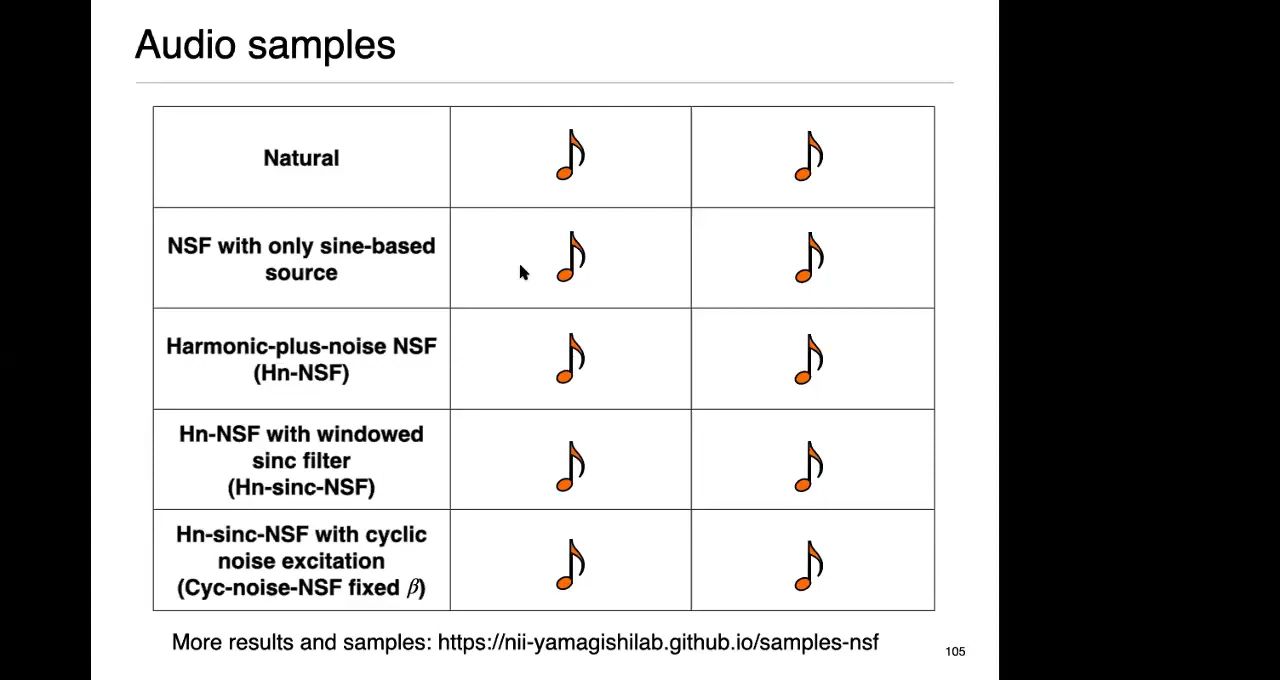 Audio samples
Natural
NSF with only sine-based
source
Harmonic-plus-noise NSF
(Hn-NSF)
Hn-NSF with windowed
sinc filter
(Hn-sinc-NSF)
Hn-sinc-NSF with cyclic
noise excitation
(Cyc-noise-NSF fixed β)
More results and samples: https://nii-yamagishilab.github.io/samples-nsf
105